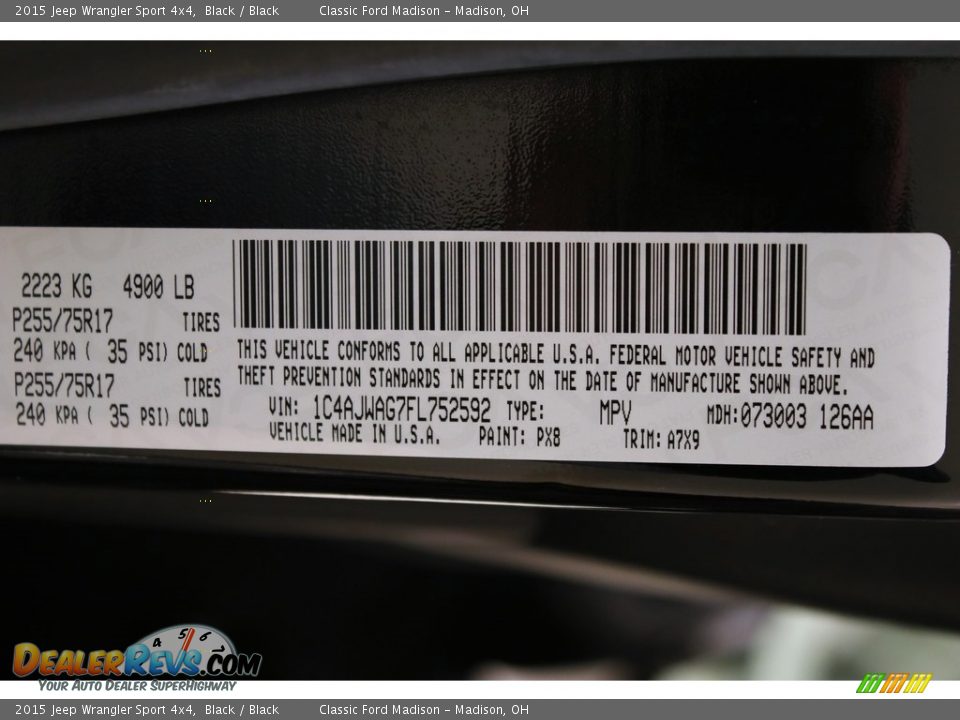 2015 Jeep Wrangler Sport 4x4, Black / Black Classic Ford Madison - Madison, OH
2223 KG 4900 LB
P255/75R17 TIRES
240 KPA ( 35 PSI) COLD
P255/75R17 TIRES
240 KPA ( 35 PSI) COLD
THIS VEHICLE CONFORMS TO ALL APPLICABLE U.S.A. FEDERAL MOTOR VEHICLE SAFETY AND
THEFT PREVENTION STANDARDS IN EFFECT ON THE DATE OF MANUFACTURE SHOWN ABOVE.
VIN: 1C4AJWAG7FL752592 TYPE: MPV MDH:073003 126AA
VEHICLE MADE IN U.S.A. PAINT: PX8 TRIM: A7X9
4 5 6
DEALERREVS.COM
YOUR AUTO DEALER SUPERHIGHWAY
2015 Jeep Wrangler Sport 4x4, Black / Black Classic Ford Madison - Madison, OH